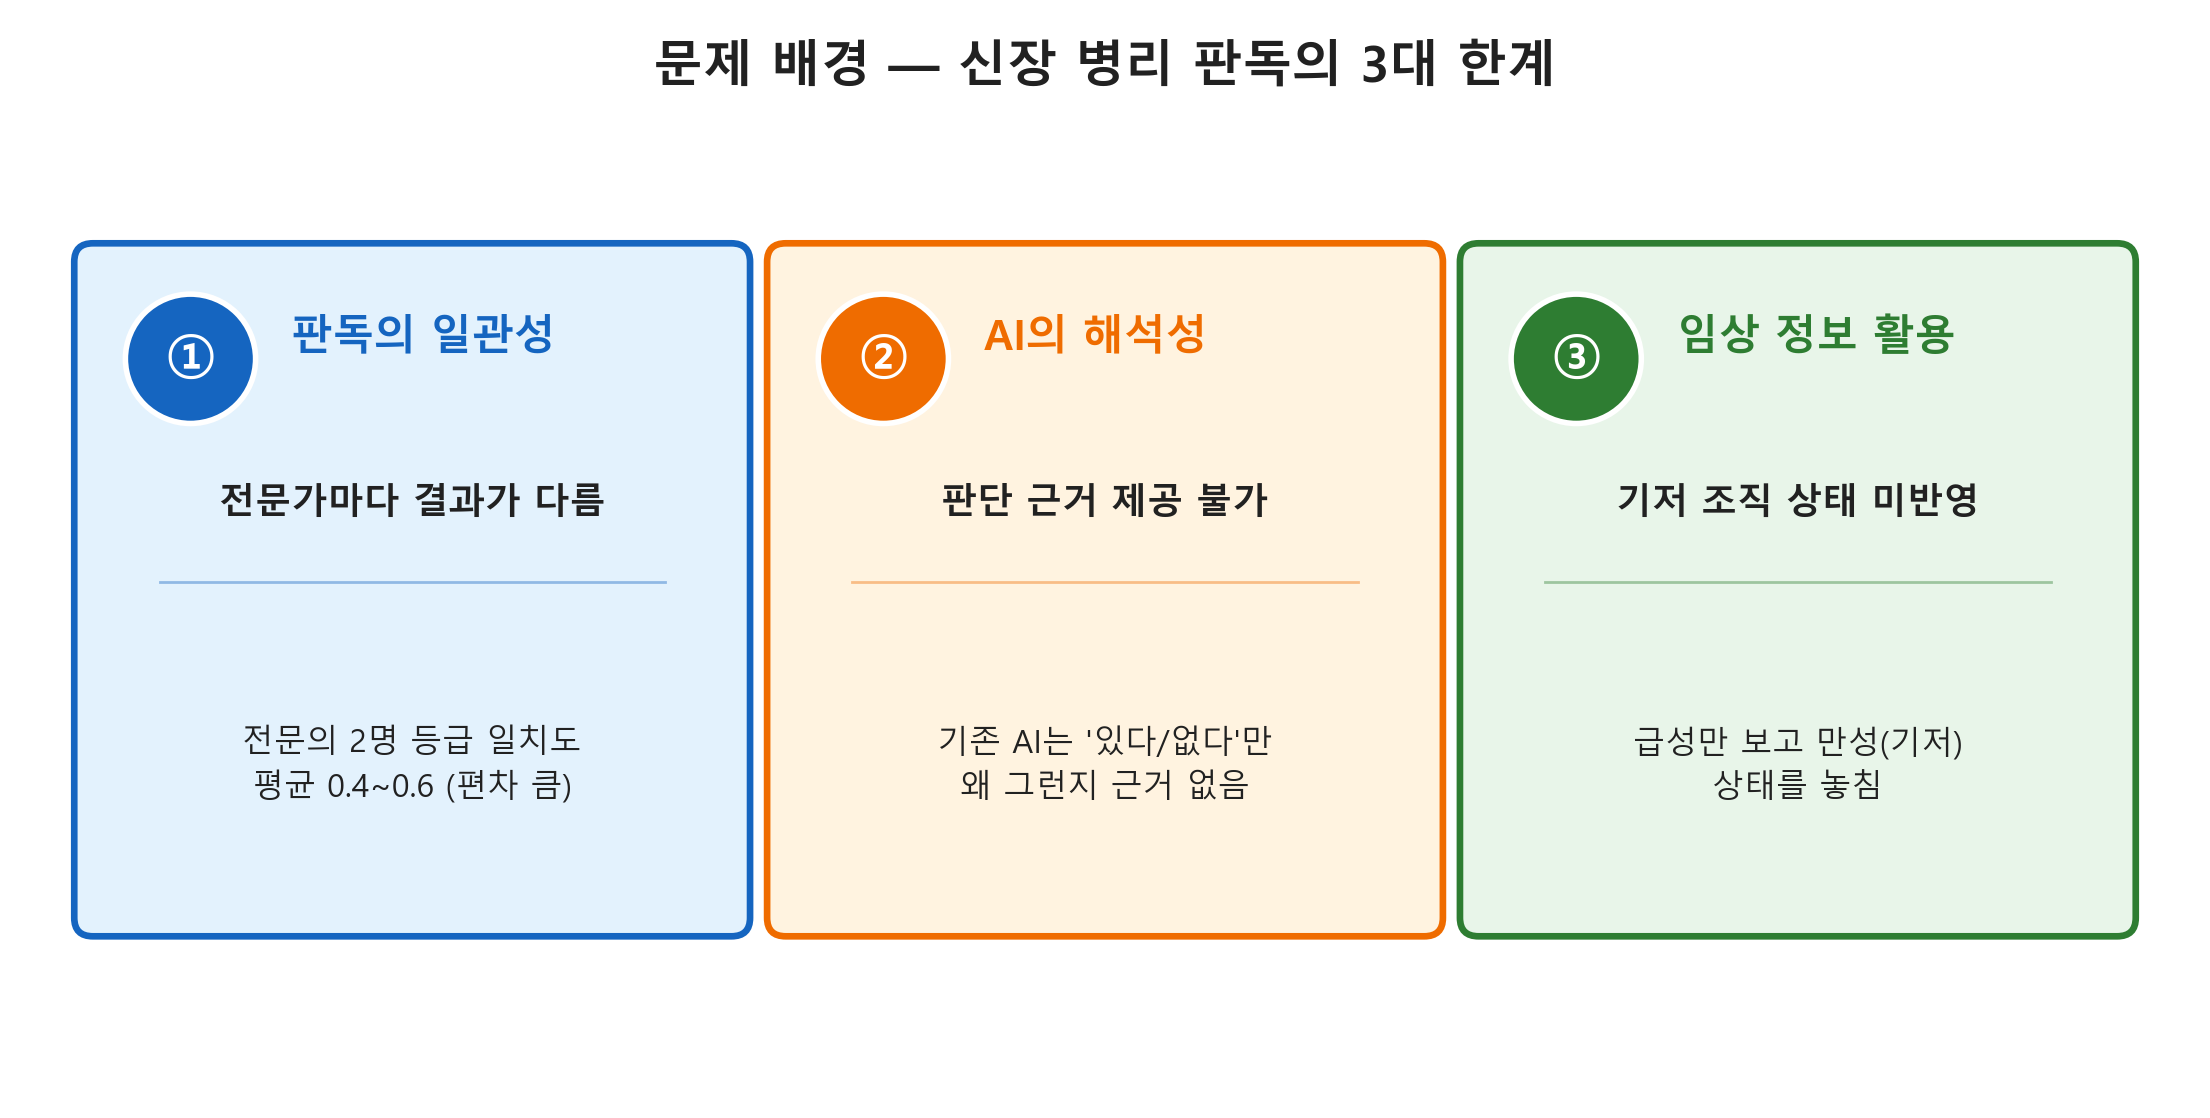 문제 배경 — 신장 병리 판독의 3대 한계
① 판독의 일관성
전문가마다 결과가 다름
전문의 2명 등급 일치도
평균 0.4~0.6 (편차 큼)
② AI의 해석성
판단 근거 제공 불가
기존 AI는 '있다/없다'만
왜 그런지 근거 없음
③ 임상 정보 활용
기저 조직 상태 미반영
급성만 보고 만성(기저)
상태를 놓침